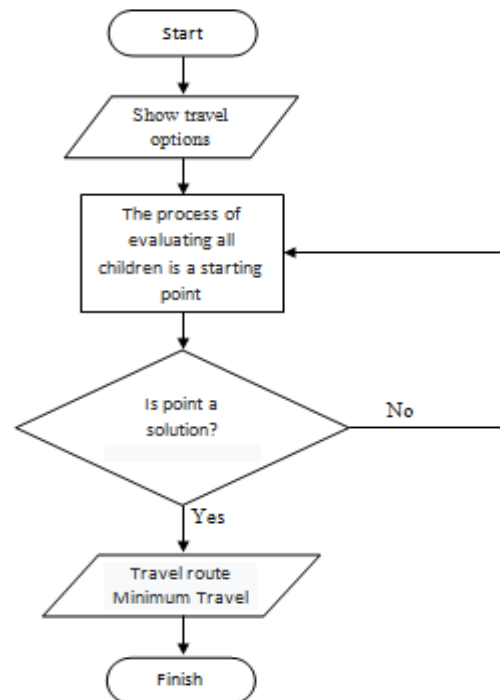 Start
Show travel
options
The process of
evaluating all
children is a starting
point
Is point a
solution?
No
Yes
Travel route
Minimum Travel
Finish